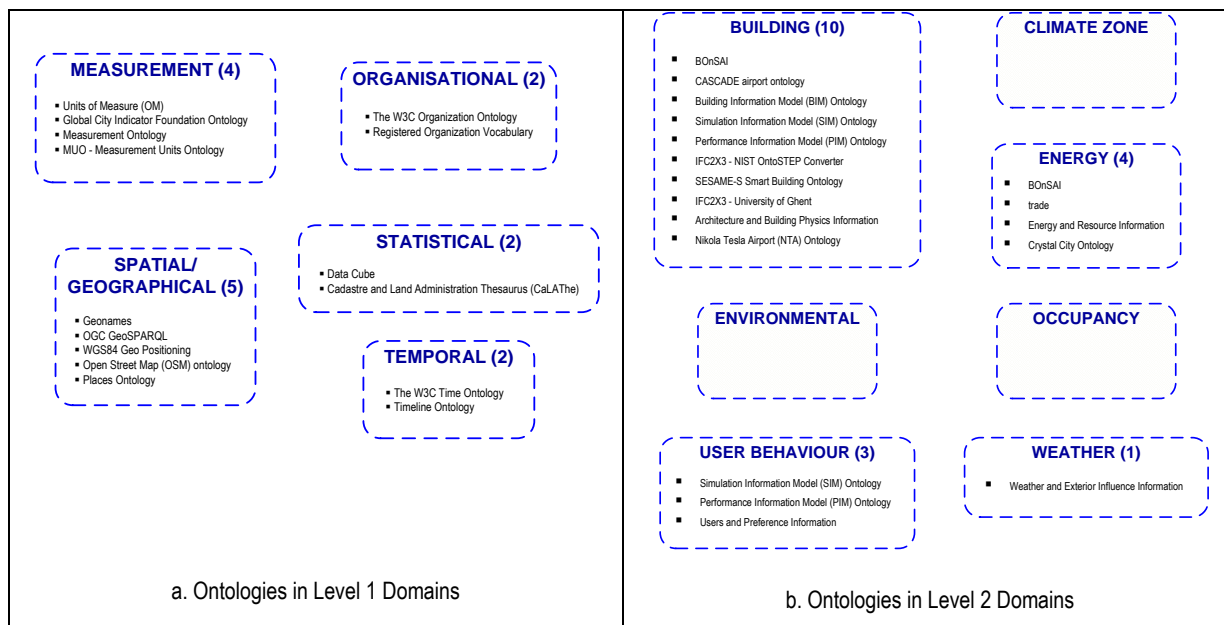 MEASUREMENT (4)
▪ Units of Measure (OM)
▪ Global City Indicator Foundation Ontology
▪ Measurement Ontology
▪ MUO - Measurement Units Ontology
ORGANISATIONAL (2)
▪ The W3C Organization Ontology
▪ Registered Organization Vocabulary
STATISTICAL (2)
▪ Data Cube
▪ Cadastre and Land Administration Thesaurus (CaLAThe)
SPATIAL/
GEOGRAPHICAL (5)
▪ Geonames
▪ OGC GeoSPARQL
▪ WGS84 Geo Positioning
▪ Open Street Map (OSM) ontology
▪ Places Ontology
TEMPORAL (2)
▪ The W3C Time Ontology
▪ Timeline Ontology
a. Ontologies in Level 1 Domains
BUILDING (10)
▪ BOnSAI
▪ CASCADE airport ontology
▪ Building Information Model (BIM) Ontology
▪ Simulation Information Model (SIM) Ontology
▪ Performance Information Model (PIM) Ontology
▪ IFC2X3 - NIST OntoSTEP Converter
▪ SESAME-S Smart Building Ontology
▪ IFC2X3 - University of Ghent
▪ Architecture and Building Physics Information
▪ Nikola Tesla Airport (NTA) Ontology
CLIMATE ZONE
ENERGY (4)
▪ BOnSAI
▪ trade
▪ Energy and Resource Information
▪ Crystal City Ontology
ENVIRONMENTAL
OCCUPANCY
USER BEHAVIOUR (3)
▪ Simulation Information Model (SIM) Ontology
▪ Performance Information Model (PIM) Ontology
▪ Users and Preference Information
WEATHER (1)
▪ Weather and Exterior Influence Information
b. Ontologies in Level 2 Domains